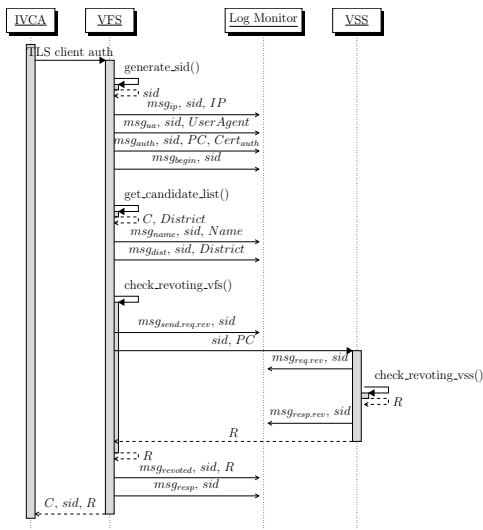 IVCA VFS Log Monitor VSS
TLS client auth
generate_sid()
sid
msg_ip, sid, IP
msg_ua, sid, UserAgent
msg_auth, sid, PC, Cert_auth
msg_begin, sid
get_candidate_list()
C, District
msg_name, sid, Name
msg_dist, sid, District
check_revoting_vfs()
msg_send.req.rev, sid
sid, PC
msg_req.rev, sid
check_revoting_vss()
R
msg_resp.rev, sid
R
R
msg_revoted, sid, R
msg_resp, sid
C, sid, R